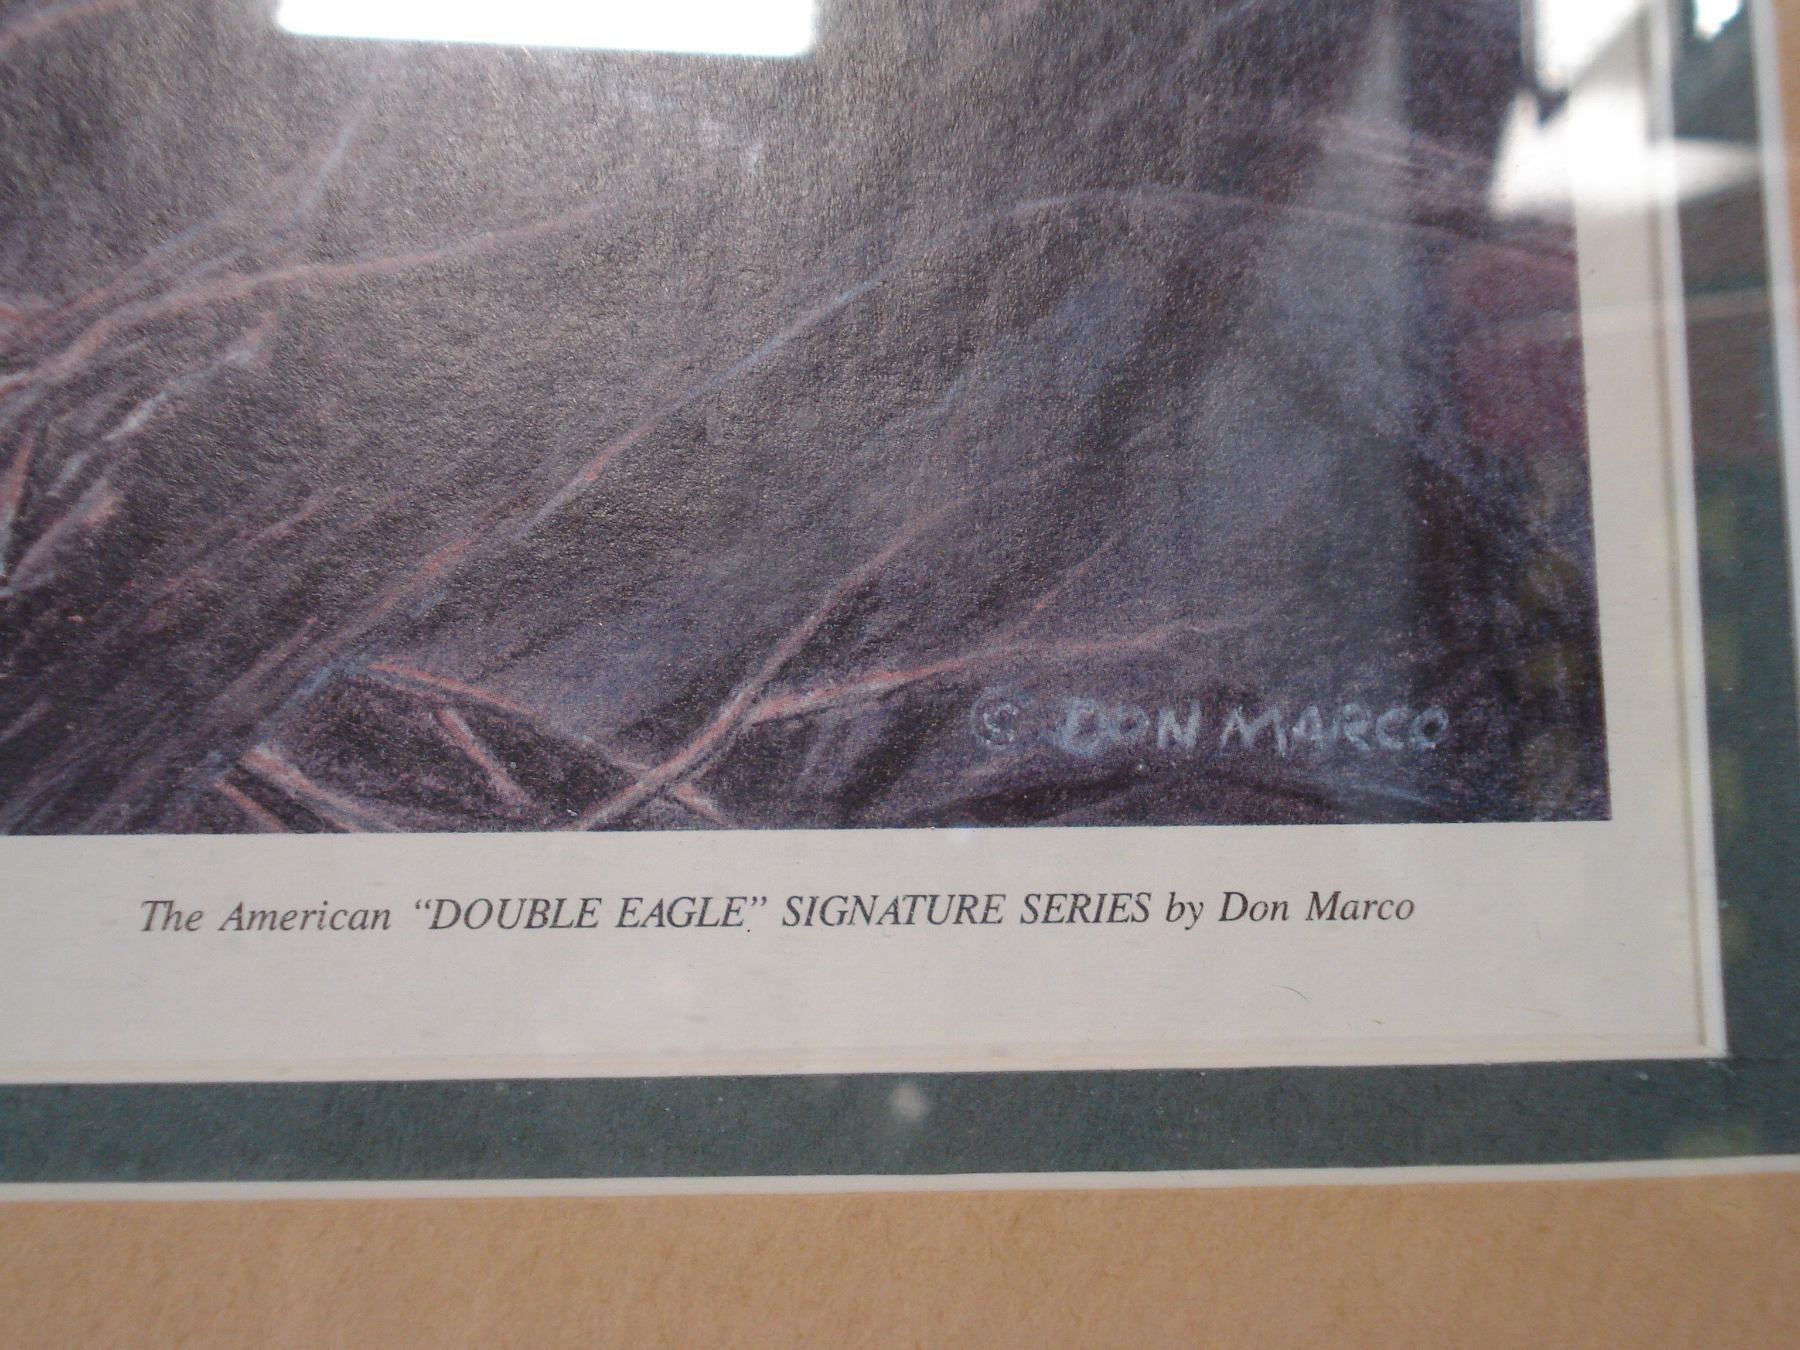 © DON MARCO
The American “DOUBLE EAGLE” SIGNATURE SERIES by Don Marco